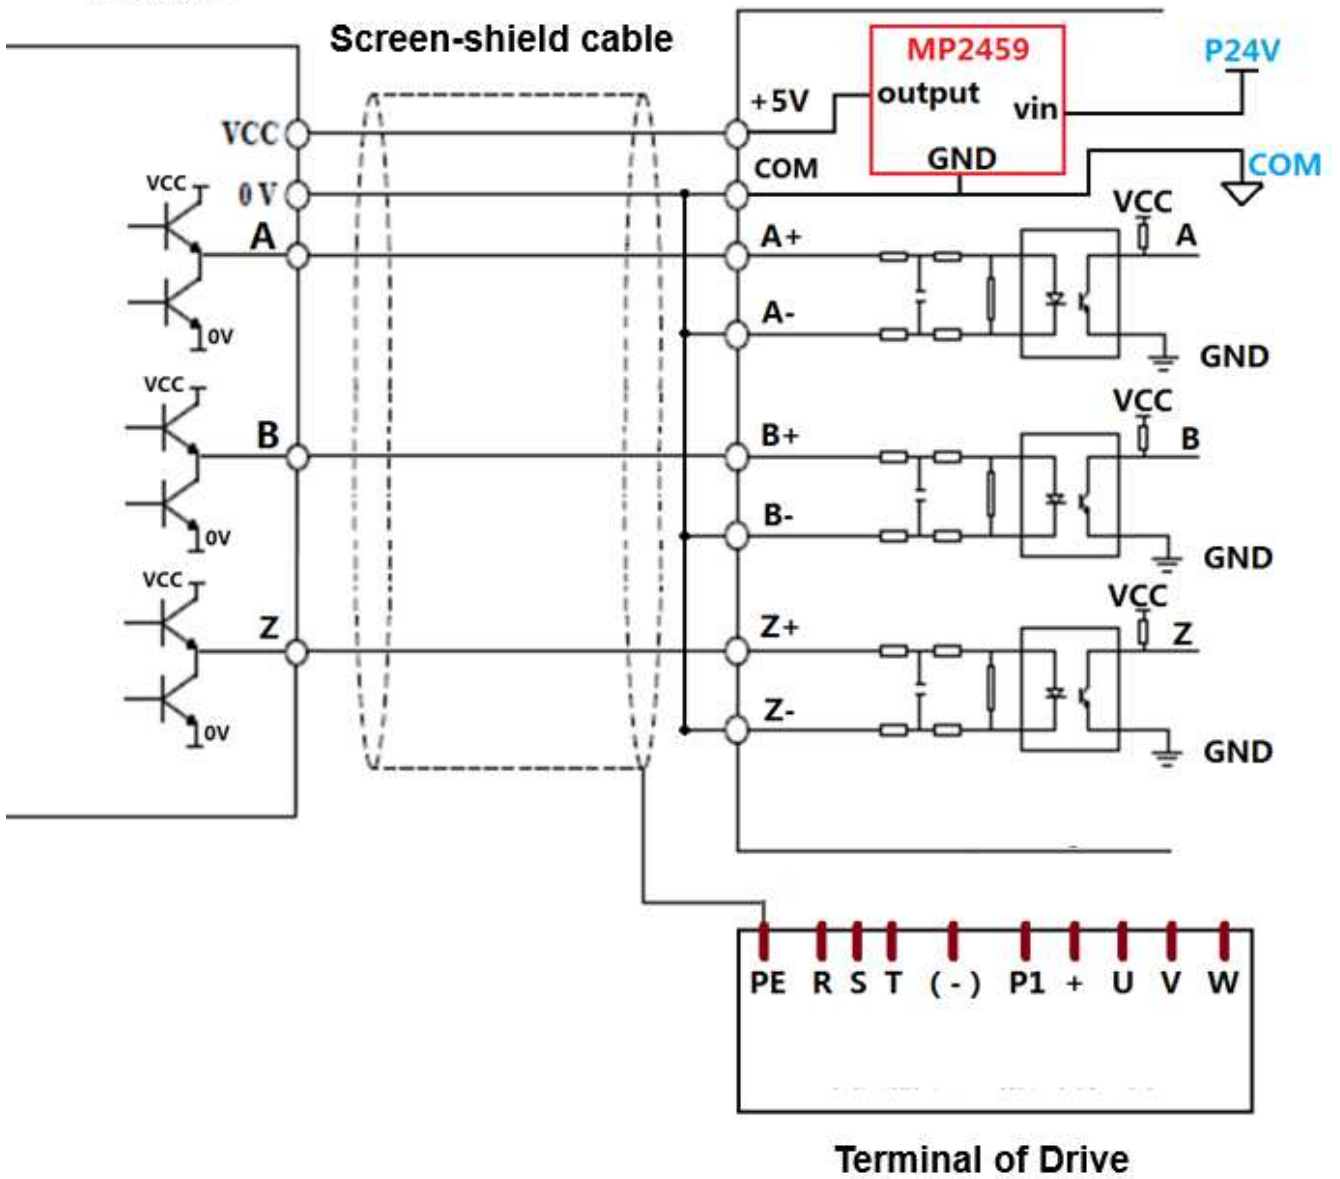 Screen-shield cable
MP2459
P24V
output
vin
+5V
GND
VCC
COM
COM
0 V
VCC
VCC
A
A+
A
A-
0V
GND
VCC
VCC
B
B+
B
B-
0V
GND
VCC
VCC
Z
Z+
Z
Z-
0V
GND
PE R S T (-) P1 + U V W
Terminal of Drive